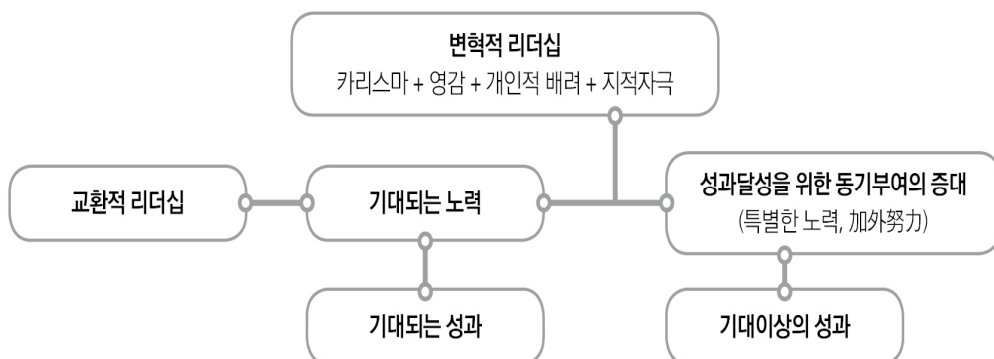 변혁적 리더십
카리스마 + 영감 + 개인적 배려 + 지적자극
교환적 리더십
기대되는 노력
성과달성을 위한 동기부여의 증대
(특별한 노력, 加外努力)
기대되는 성과
기대이상의 성과